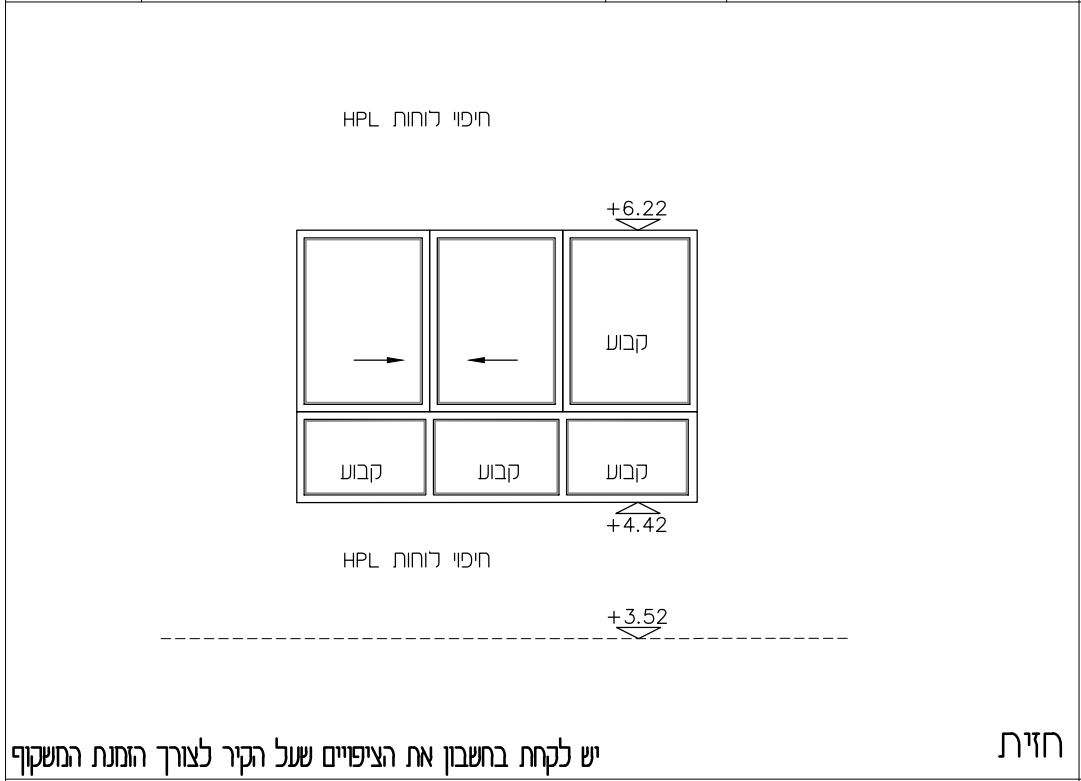 חיפוי לוחות HPL
+6.22
קבוע
קבוע קבוע קבוע
+4.42
חיפוי לוחות HPL
+3.52
חזית
יש לקחת בחשבון את הציפויים שעל הקיר לצורך הזמנת המשקוף